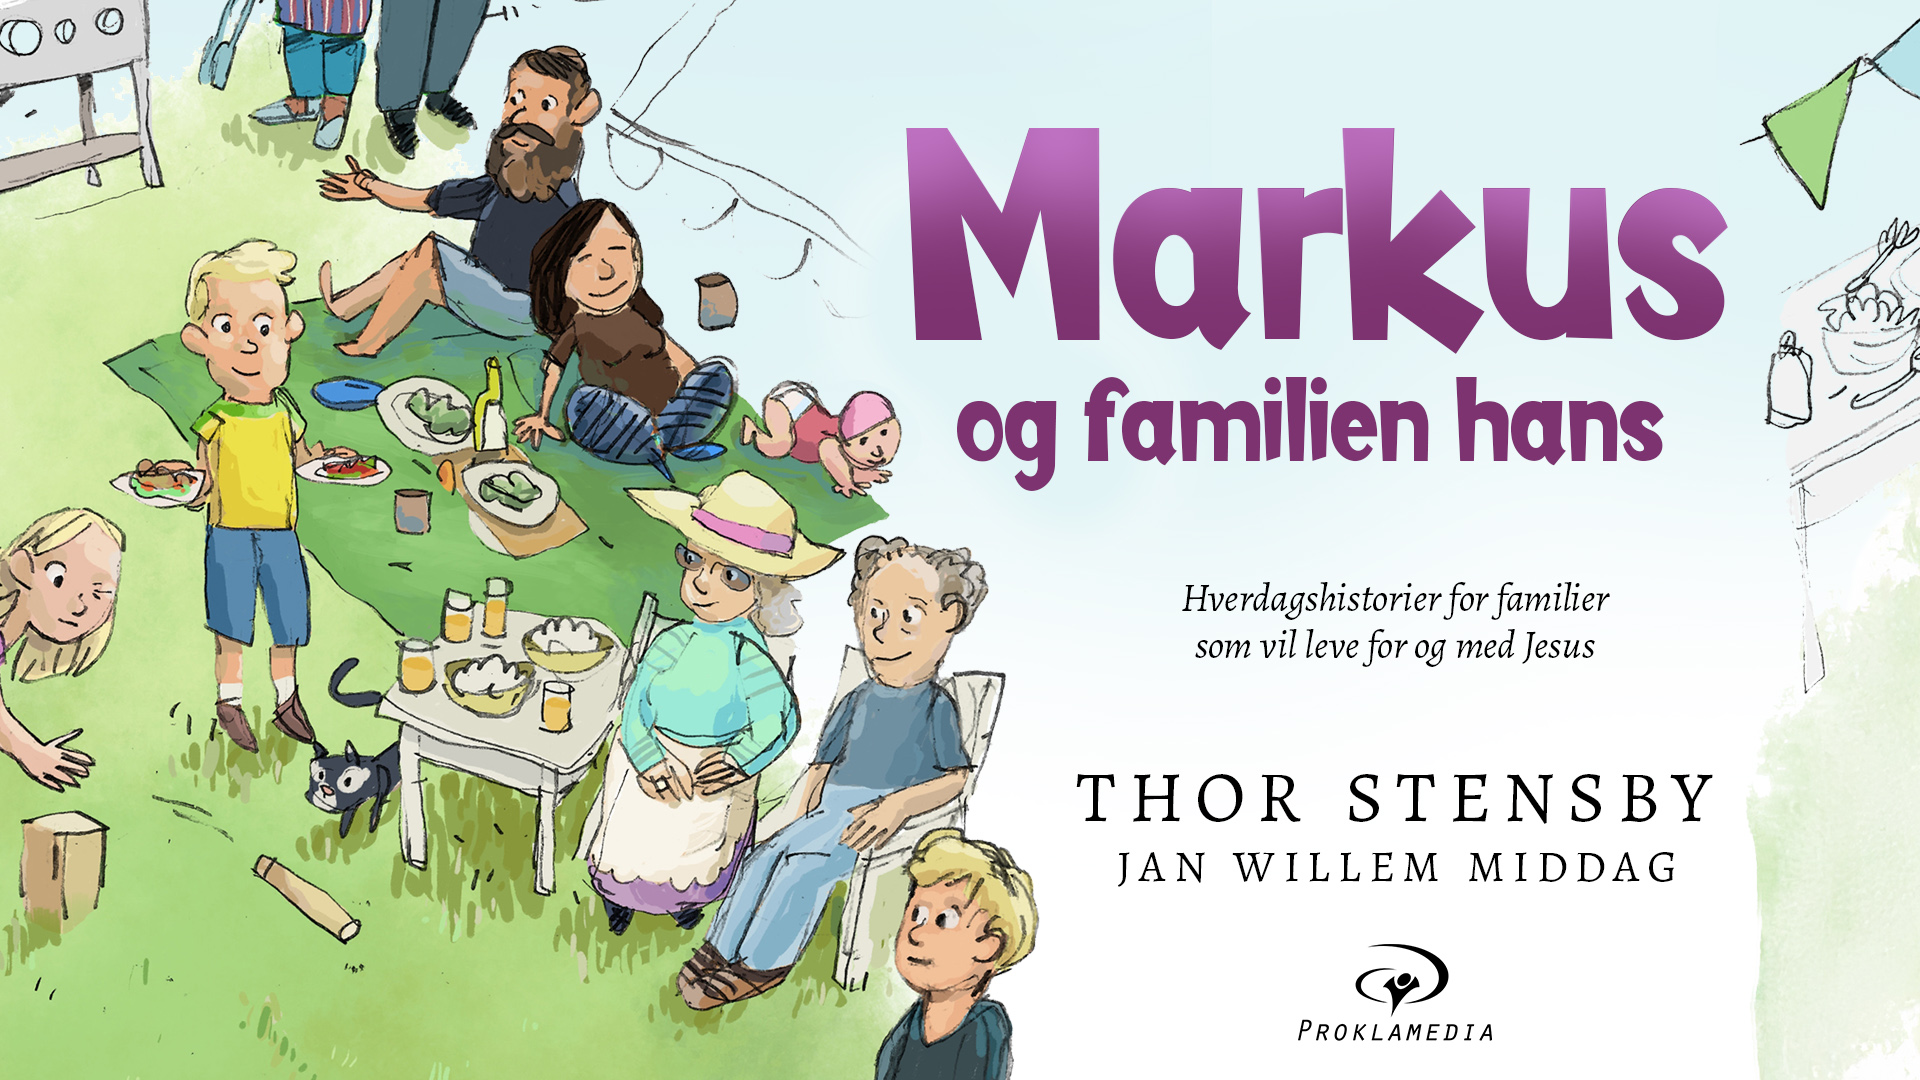 Markus
og familien hans
Hverdagshistorier for familier
som vil leve for og med Jesus
THOR STENSBY
JAN WILLEM MIDDAG
PROKLAMEDIA